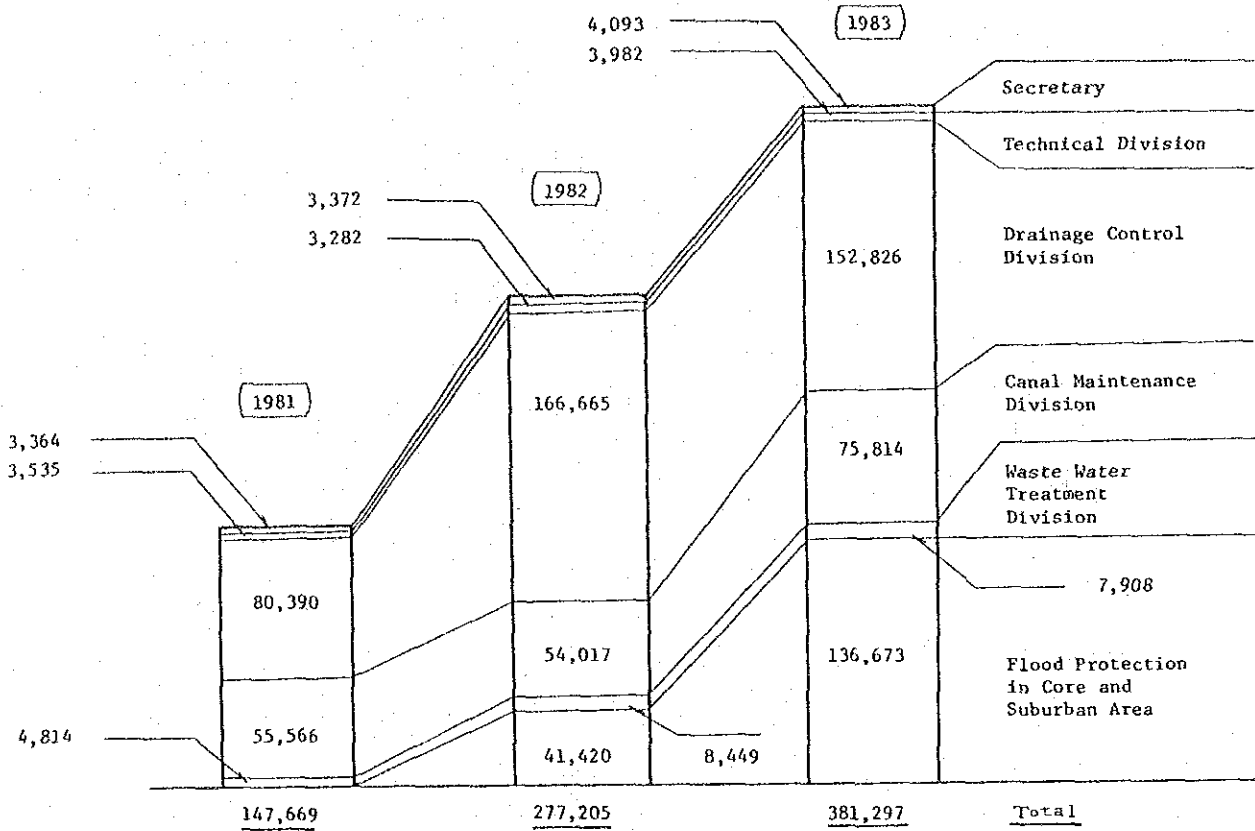 4,093
(1983)
3,982
Secretary
Technical Division
3,372
(1982)
3,282
152,826
Drainage Control
Division
3,364
(1981)
3,535
166,665
Canal Maintenance
Division
75,814
Waste Water
Treatment
Division
80,390
7,908
54,017
136,673
Flood Protection
in Core and
Suburban Area
4,814
55,566
41,420
8,449
147,669
277,205
381,297
Total